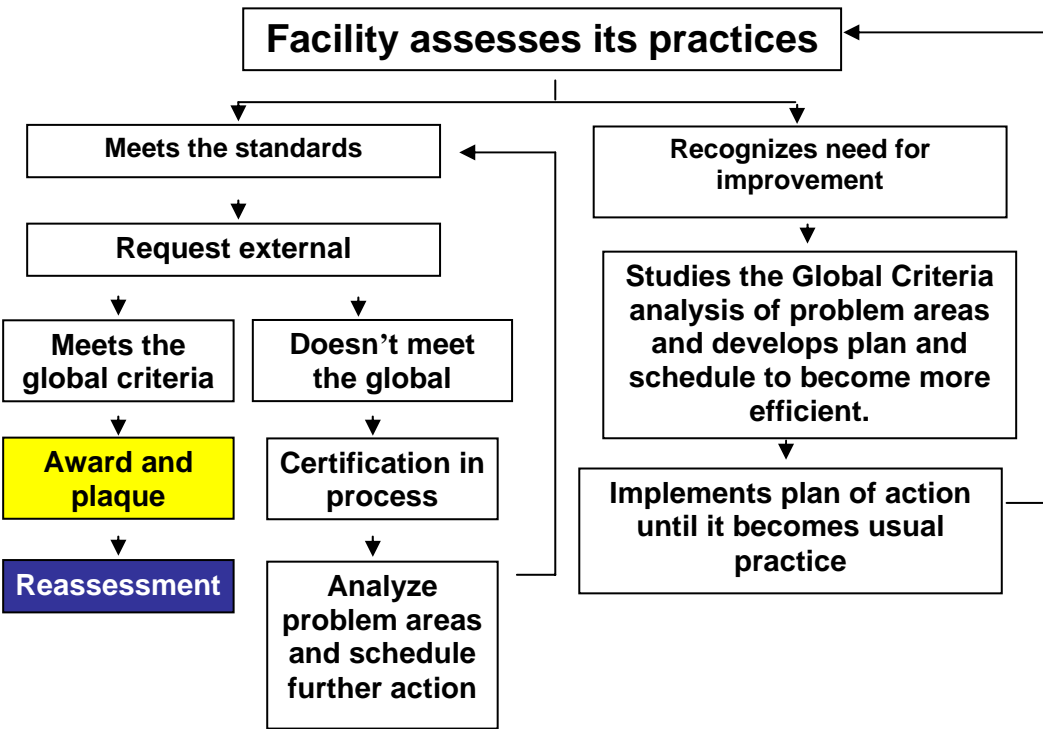 Facility assesses its practices
Meets the standards
Recognizes need for
improvement
Request external
Studies the Global Criteria
analysis of problem areas
and develops plan and
schedule to become more
efficient.
Meets the
global criteria
Doesn’t meet
the global
Award and
plaque
Certification in
process
Implements plan of action
until it becomes usual
practice
Reassessment
Analyze
problem areas
and schedule
further action